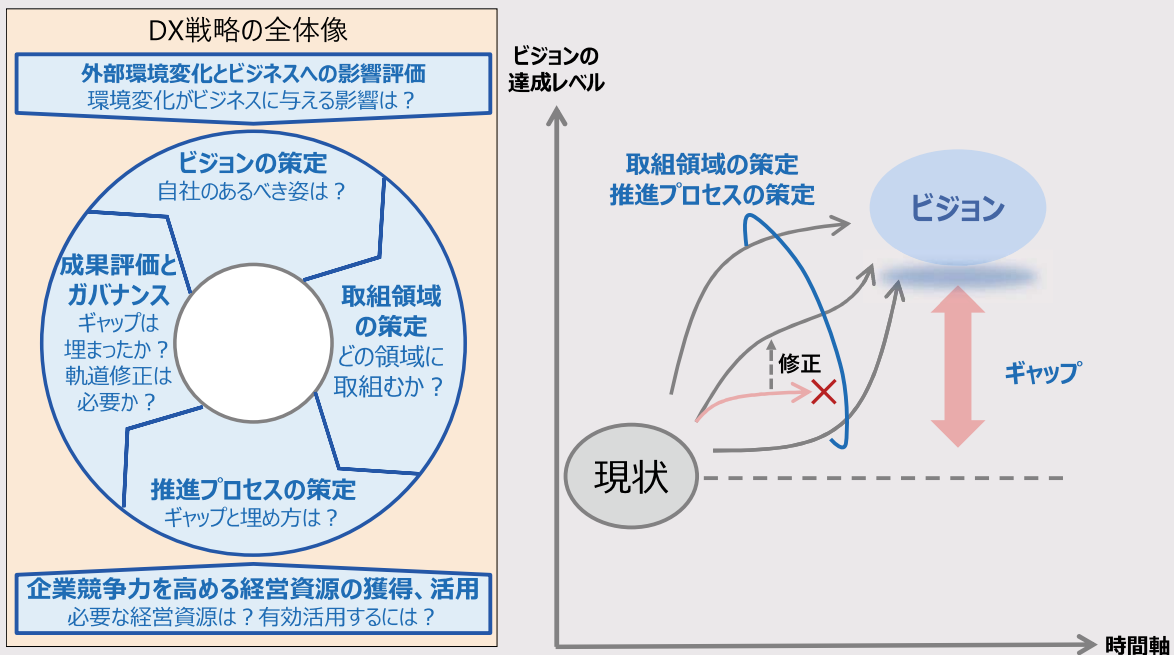 DX戦略の全体像
外部環境変化とビジネスへの影響評価
環境変化がビジネスに与える影響は？
ビジョンの策定
自社のあるべき姿は？
成果評価と
ガバナンス
ギャップは
埋まったか？
軌道修正は
必要か？
取組領域
の策定
どの領域に
取組むか？
推進プロセスの策定
ギャップと埋め方は？
企業競争力を高める経営資源の獲得、活用
必要な経営資源は？有効活用するには？
ビジョンの
達成レベル
取組領域の策定
推進プロセスの策定
ビジョン
修正
ギャップ
現状
時間軸